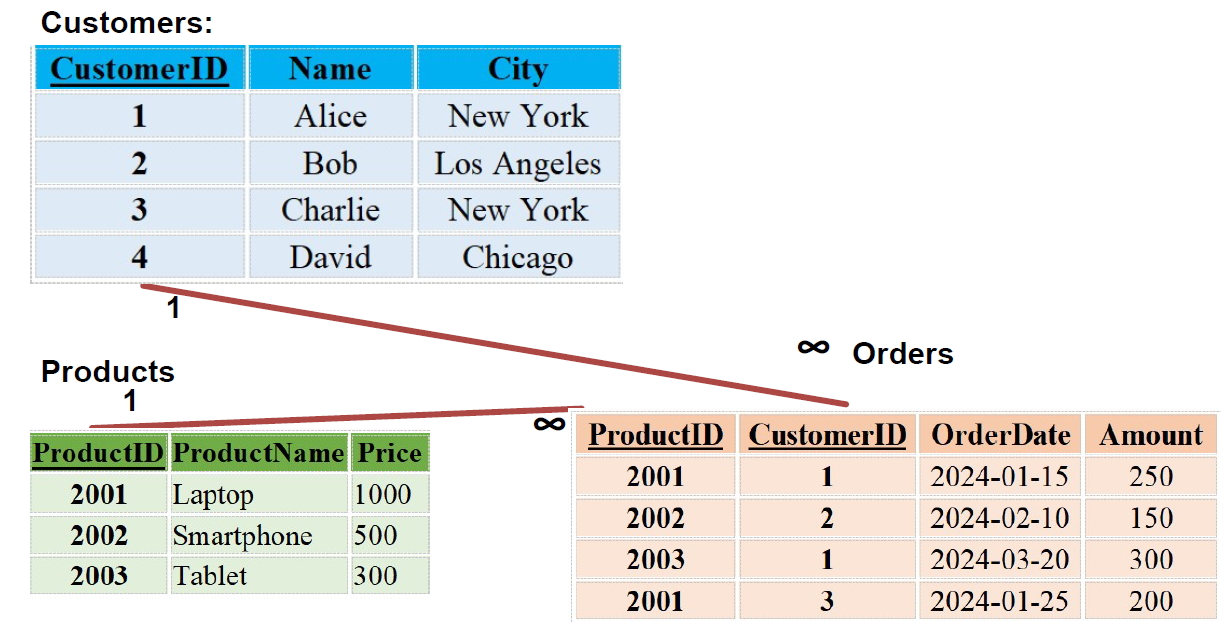 Customers:
CustomerID Name City
1 Alice New York
2 Bob Los Angeles
3 Charlie New York
4 David Chicago
1
∞ Orders
Products
1
∞
ProductID CustomerID OrderDate Amount
2001 1 2024-01-15 250
2002 2 2024-02-10 150
2003 1 2024-03-20 300
2001 3 2024-01-25 200
ProductID ProductName Price
2001 Laptop 1000
2002 Smartphone 500
2003 Tablet 300